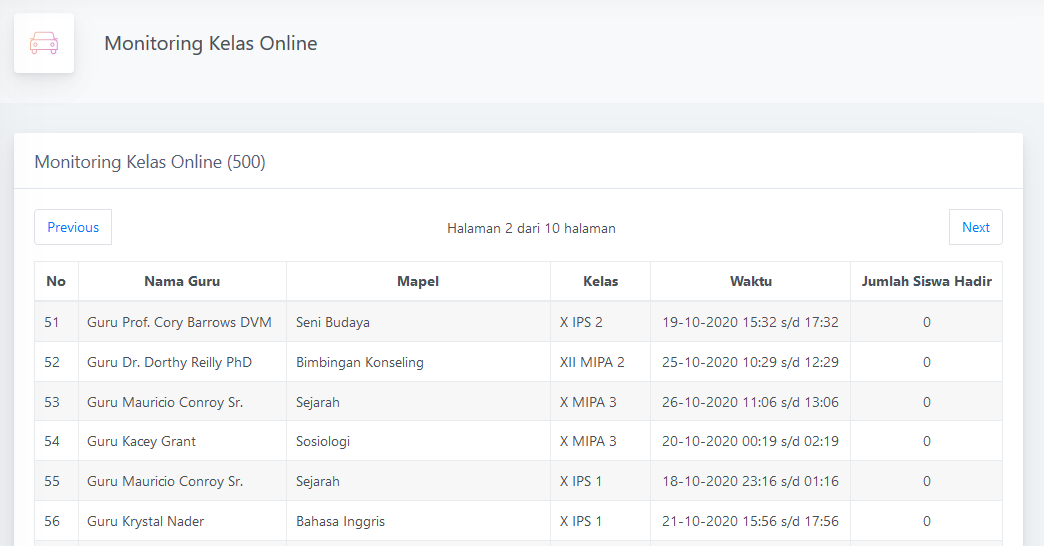 Monitoring Kelas Online
Monitoring Kelas Online (500)
Previous Halaman 2 dari 10 halaman Next
No Nama Guru Mapel Kelas Waktu Jumlah Siswa Hadir
51 Guru Prof. Cory Barrows DVM Seni Budaya X IPS 2 19-10-2020 15:32 s/d 17:32 0
52 Guru Dr. Dorthy Reilly PhD Bimbingan Konseling XII MIPA 2 25-10-2020 10:29 s/d 12:29 0
53 Guru Mauricio Conroy Sr. Sejarah X MIPA 3 26-10-2020 11:06 s/d 13:06 0
54 Guru Kacey Grant Sosiologi X MIPA 3 20-10-2020 00:19 s/d 02:19 0
55 Guru Mauricio Conroy Sr. Sejarah X IPS 1 18-10-2020 23:16 s/d 01:16 0
56 Guru Krystal Nader Bahasa Inggris X IPS 1 21-10-2020 15:56 s/d 17:56 0